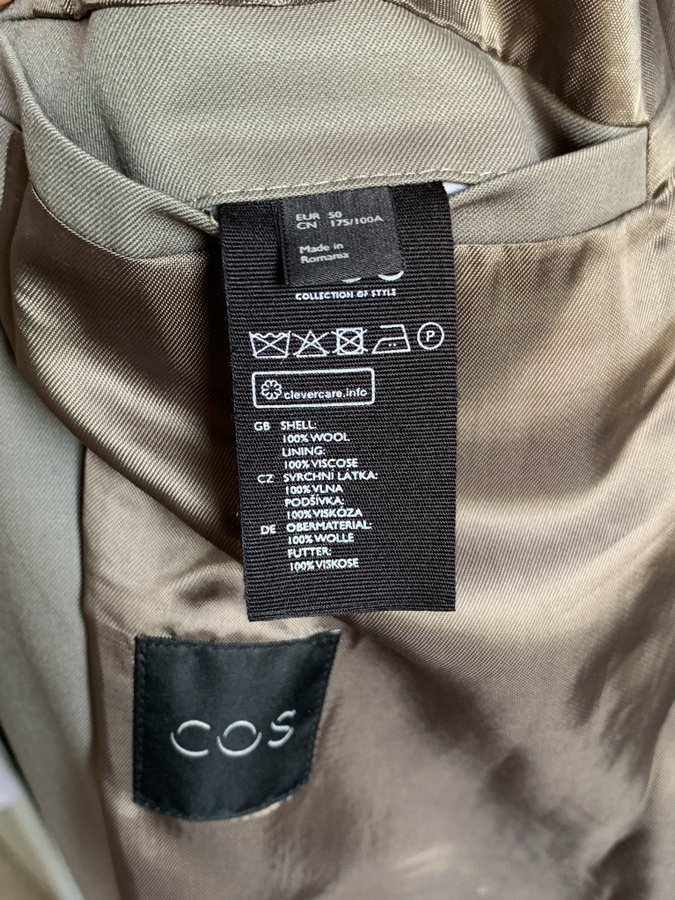 EUR 50
CN 175/100A
Made in
Romania
COLLECTION OF STYLE
P
clevercare.info
GB SHELL:
100% WOOL
LINING:
100% VISCOSE
CZ SVRCHNÍ LÁTKA:
100% VLNA
PODŠÍVKA:
100% VISKÓZA
DE OBERMATERIAL:
100% WOLLE
FUTTER:
100% VISKOSE
COS